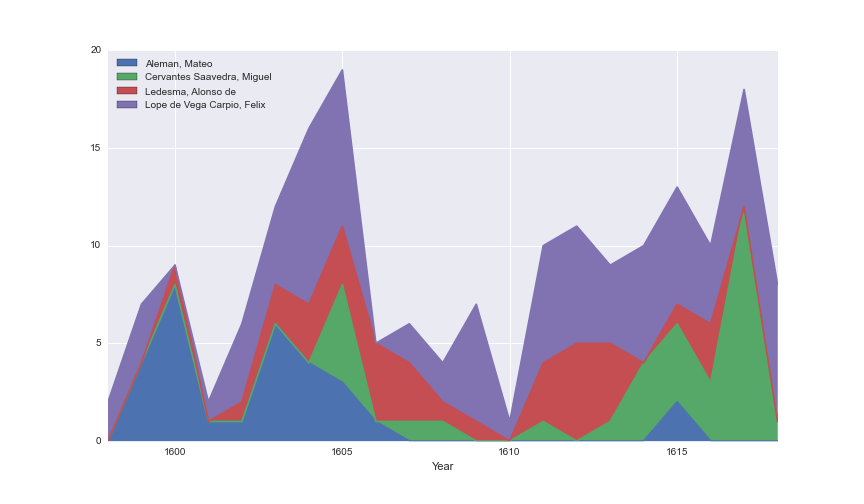 20
15
10
5
0
Aleman, Mateo
Cervantes Saavedra, Miguel
Ledesma, Alonso de
Lope de Vega Carpio, Felix
1600 1605 1610 1615
Year